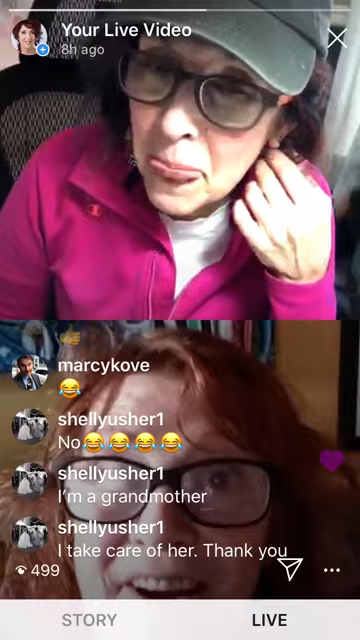 Your Live Video
8h ago
marcykove
😂
shellyusher1
No😂😂😂😂
shellyusher1
I'm a grandmother
shellyusher1
I take care of her. Thank you
499
STORY
LIVE